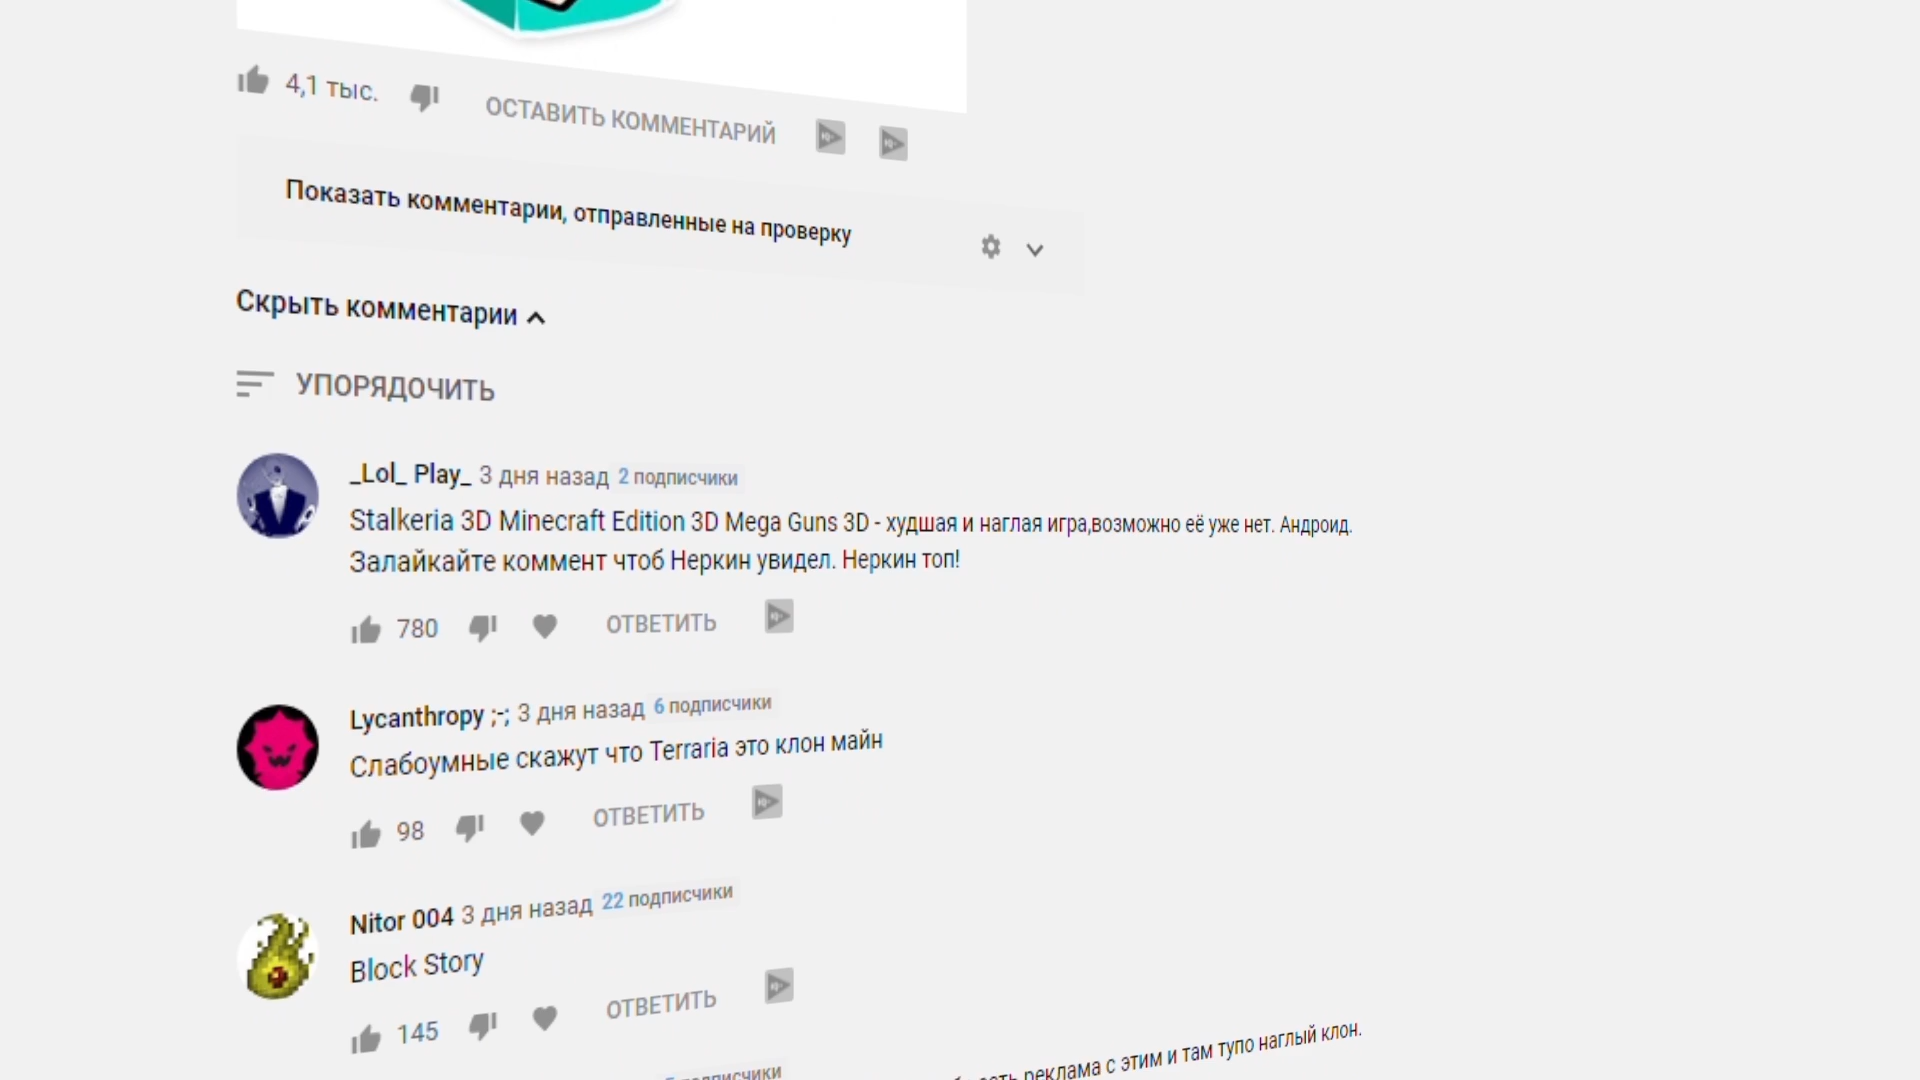 4,1 тыс.
ОСТАВИТЬ КОММЕНТАРИЙ
Показать комментарии, отправленные на проверку
Скрыть комментарии
УПОРЯДОЧИТЬ
_Lol_ Play_ 3 дня назад 2 подписчики
Stalkeria 3D Minecraft Edition 3D Mega Guns 3D - худшая и наглая игра,возможно её уже нет. Андроид.
Залайкайте коммент чтоб Неркин увидел. Неркин топ!
780
ОТВЕТИТЬ
Lycanthropy ;-; 3 дня назад 6 подписчики
Слабоумные скажут что Terraria это клон майн
98
ОТВЕТИТЬ
Nitor 004 3 дня назад 22 подписчики
Block Story
145
ОТВЕТИТЬ
подписчики
реклама с этим и там тупо наглый клон.